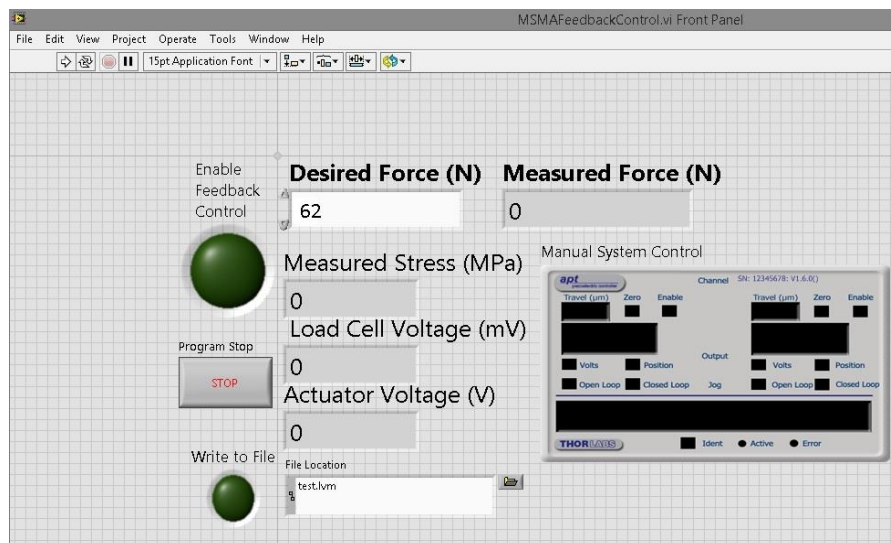 MSMAFeedbackControl.vi Front Panel
File Edit View Project Operate Tools Window Help
15pt Application Font
Enable
Feedback
Control
Desired Force (N)
62
Measured Force (N)
0
Measured Stress (MPa)
0
Load Cell Voltage (mV)
0
Actuator Voltage (V)
0
Program Stop
STOP
Write to File
File Location
test.lvm
Manual System Control
apt
Channel SN: 12345678: V1.6.0()
Travel (µm) Zero Enable Travel (µm) Zero Enable
Volts Position Output Volts Position
Open Loop Closed Loop Jog Open Loop Closed Loop
THORLABS Ident Active Error